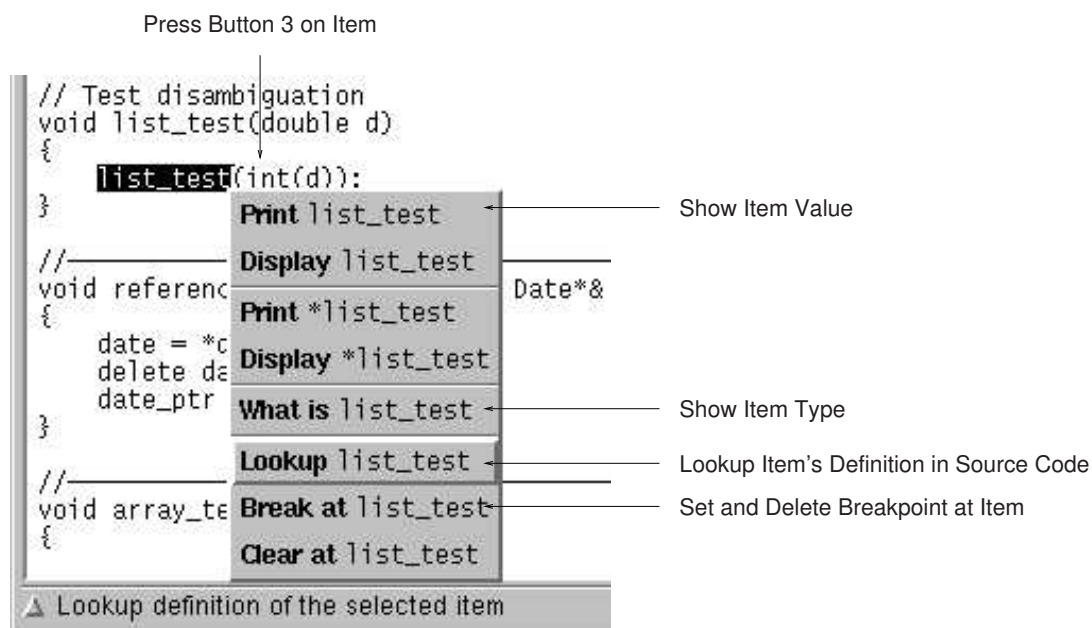 Press Button 3 on Item
// Test disambiguation
void list_test(double d)
{
list_test(int(d));
}
Print list_test
Show Item Value
Display list_test
//
void referenc
Date*&
{
Print *list_test
date = *c
Display *list_test
delete da
date_ptr
What is list_test
Show Item Type
}
Lookup list_test
Lookup Item's Definition in Source Code
//
void array_te
Break at list_test
Set and Delete Breakpoint at Item
{
Clear at list_test
Lookup definition of the selected item